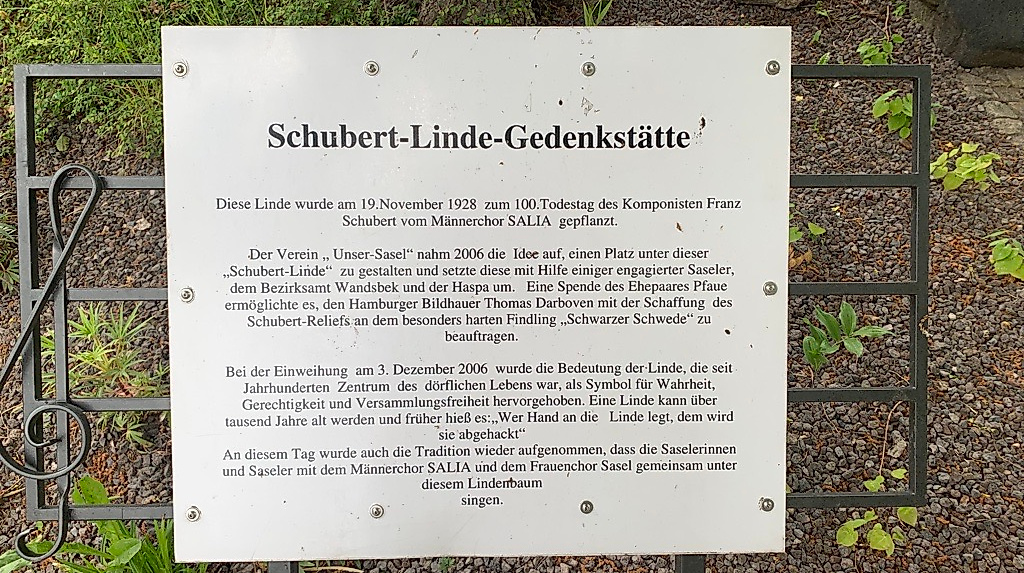 Schubert-Linde-Gedenkstätte
Diese Linde wurde am 19.November 1928 zum 100.Todestag des Komponisten Franz
Schubert vom Männerchor SALIA gepflanzt.
Der Verein „ Unser-Sasel“ nahm 2006 die Idee auf, einen Platz unter dieser
„Schubert-Linde“ zu gestalten und setzte diese mit Hilfe einiger engagierter Saseler,
dem Bezirksamt Wandsbek und der Haspa um. Eine Spende des Ehepaares Pfaue
ermöglichte es, den Hamburger Bildhauer Thomas Darboven mit der Schaffung des
Schubert-Reliefs an dem besonders harten Findling „Schwarzer Schwede“ zu
beauftragen.
Bei der Einweihung am 3. Dezember 2006 wurde die Bedeutung der Linde, die seit
Jahrhunderten Zentrum des dörflichen Lebens war, als Symbol für Wahrheit,
Gerechtigkeit und Versammlungsfreiheit hervorgehoben. Eine Linde kann über
tausend Jahre alt werden und früher hieß es:„Wer Hand an die Linde legt, dem wird
sie abgehackt“
An diesem Tag wurde auch die Tradition wieder aufgenommen, dass die Saselerinnen
und Saseler mit dem Männerchor SALIA und dem Frauenchor Sasel gemeinsam unter
diesem Lindenbaum
singen.